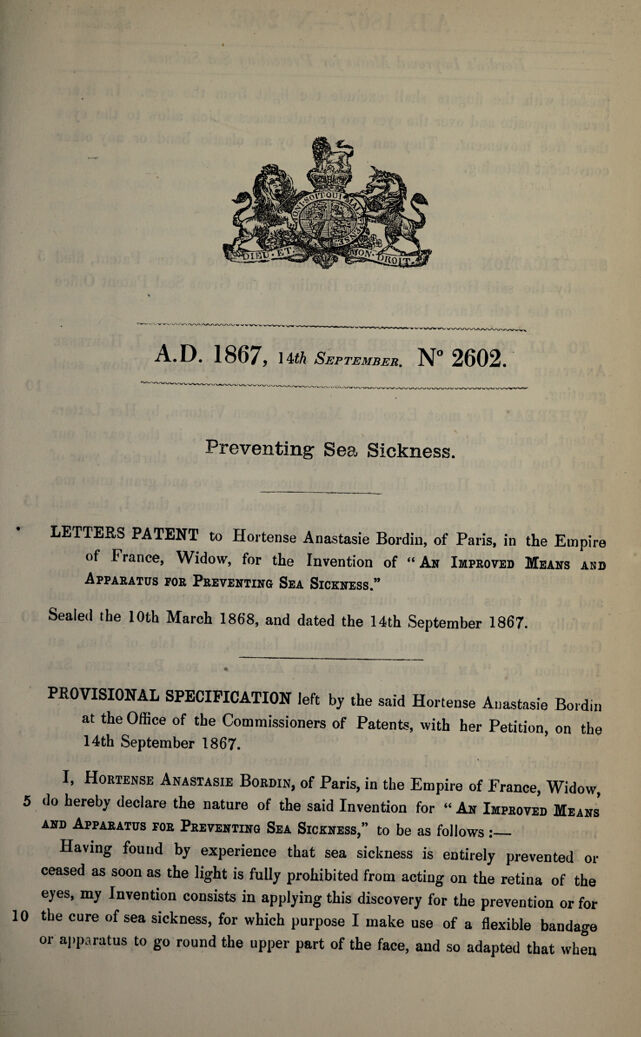 HONI·SOIT·QUI·MAL·Y·PENSE
DIEU·ET· MON·DROIT.
A.D. 1867, 14th SEPTEMBER. N° 2602.
Preventing Sea Sickness.
LETTERS PATENT to Hortense Anastasie Bordin, of Paris, in the Empire
of France, Widow, for the Invention of “AN IMPROVED MEANS AND
APPARATUS FOR PREVENTING SEA SICKNESS.”
Sealed the 10th March 1868, and dated the 14th September 1867.
PROVISIONAL SPECIFICATION left by the said Hortense Anastasie Bordin
at the Office of the Commissioners of Patents, with her Petition, on the
14th September 1867.
I, HORTENSE ANASTASIE BORDIN, of Paris, in the Empire of France, Widow,
5 do hereby declare the nature of the said Invention for “AN IMPROVED MEANS
AND APPARATUS FOR PREVENTING SEA SICKNESS,” to be as follows :—
Having found by experience that sea sickness is entirely prevented or
ceased as soon as the light is fully prohibited from acting on the retina of the
eyes, my Invention consists in applying this discovery for the prevention or for
10 the cure of sea sickness, for which purpose I make use of a flexible bandage
or apparatus to go round the upper part of the face, and so adapted that when